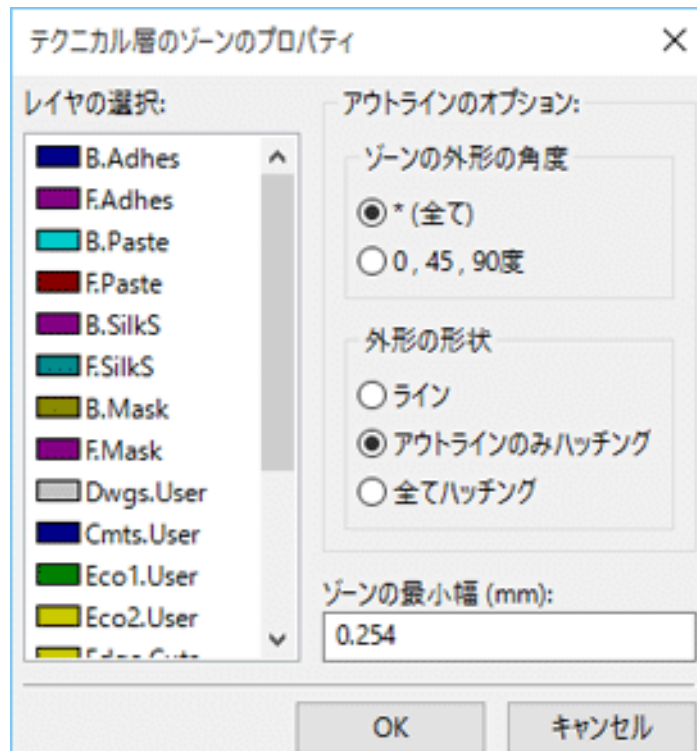 テクニカル層のゾーンのプロパティ
レイヤの選択:
B.Adhes
F.Adhes
B.Paste
F.Paste
B.SilkS
F.SilkS
B.Mask
F.Mask
Dwgs.User
Cmts.User
Eco1.User
Eco2.User
Edge.Cuts
アウトラインのオプション:
ゾーンの外形の角度
* (全て)
0 , 45 , 90度
外形の形状
ライン
アウトラインのみハッチング
全てハッチング
ゾーンの最小幅 (mm):
0.254
OK
キャンセル